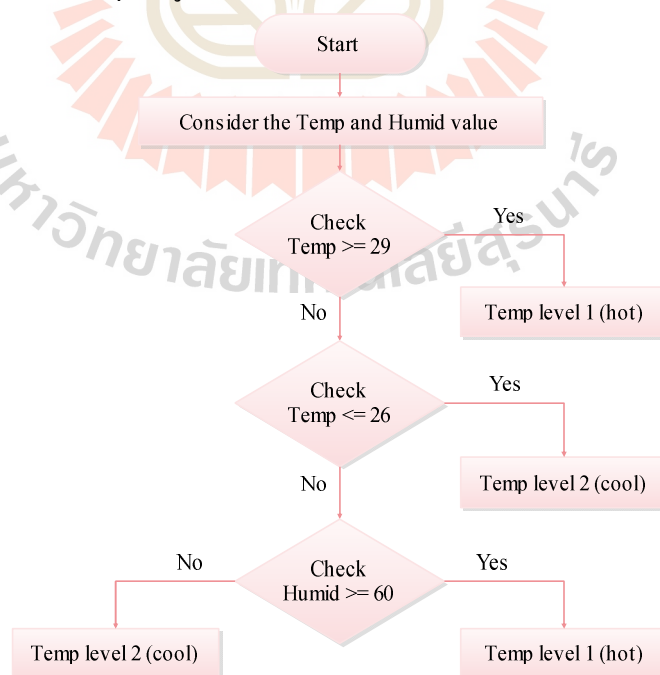 Start
Consider the Temp and Humid value
Check
Temp >= 29
Yes
Temp level 1 (hot)
No
Check
Temp <= 26
Yes
Temp level 2 (cool)
No
Check
Humid >= 60
No
Yes
Temp level 2 (cool)
Temp level 1 (hot)